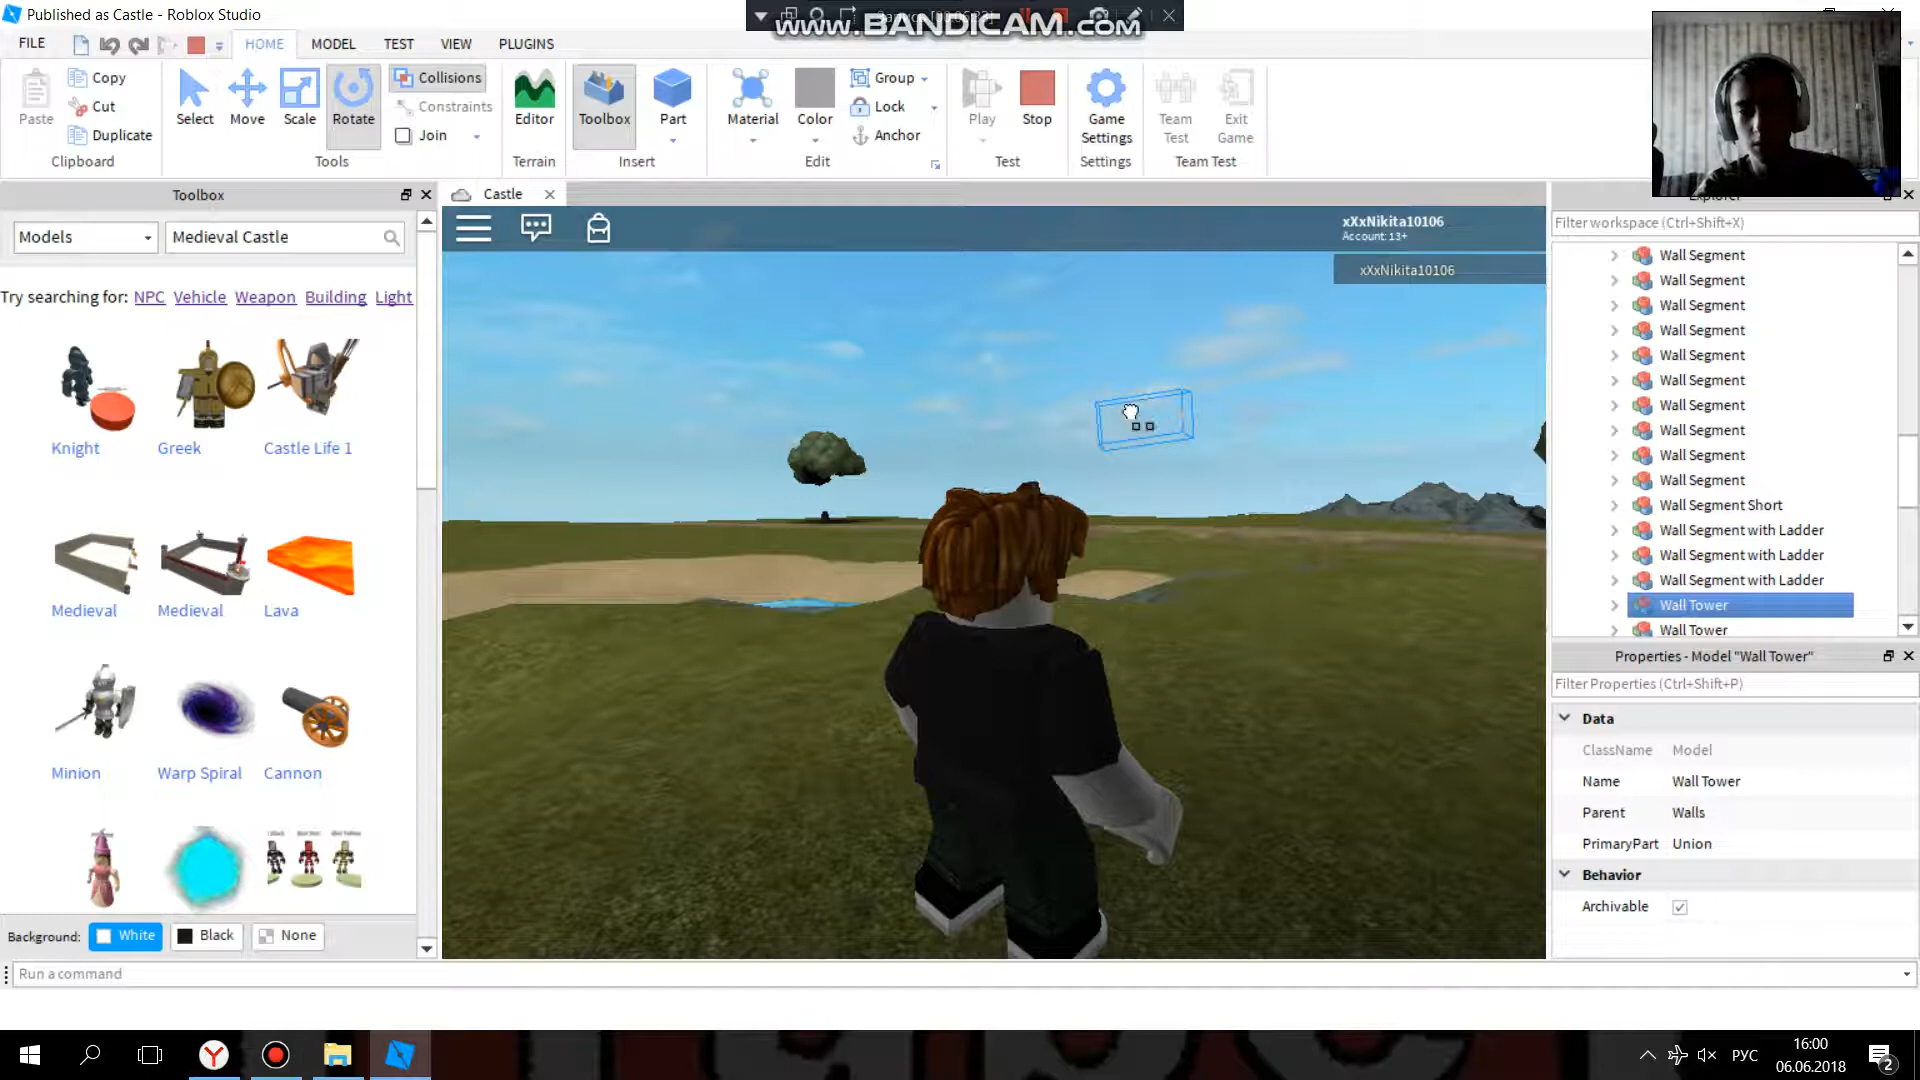 Published as Castle - Roblox Studio
www.BANDICAM.com
FILE
HOME
MODEL
TEST
VIEW
PLUGINS
Paste
Copy
Cut
Duplicate
Clipboard
Select
Move
Scale
Rotate
Collisions
Constraints
Join
Tools
Editor
Terrain
Toolbox
Part
Insert
Material
Color
Group
Lock
Anchor
Edit
Play
Stop
Test
Game
Settings
Settings
Team
Test
Exit
Game
Team Test
Toolbox
Models
Medieval Castle
Try searching for: NPC Vehicle Weapon Building Light
Knight
Greek
Castle Life 1
Medieval
Medieval
Lava
Minion
Warp Spiral
Cannon
Background: White Black None
Castle
xXxNikita10106
Account: 13+
xXxNikita10106
Explorer
Filter workspace (Ctrl+Shift+X)
Wall Segment
Wall Segment
Wall Segment
Wall Segment
Wall Segment
Wall Segment
Wall Segment
Wall Segment
Wall Segment
Wall Segment
Wall Segment Short
Wall Segment with Ladder
Wall Segment with Ladder
Wall Segment with Ladder
Wall Tower
Wall Tower
Properties - Model "Wall Tower"
Filter Properties (Ctrl+Shift+P)
Data
ClassName Model
Name Wall Tower
Parent Walls
PrimaryPart Union
Behavior
Archivable
Run a command
РУС
16:00
06.06.2018
2